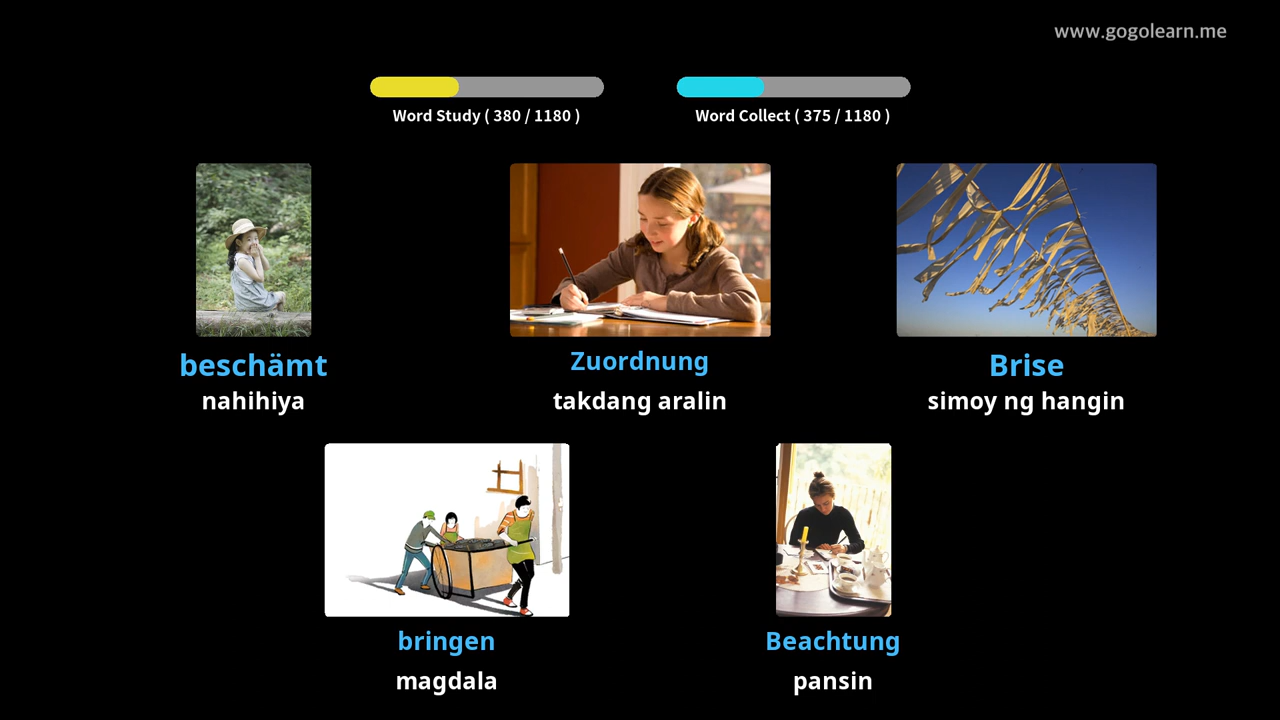 www.gogolearn.me
Word Study ( 380 / 1180 )
Word Collect ( 375 / 1180 )
beschämt
nahihiya
Zuordnung
takdang aralin
Brise
simoy ng hangin
bringen
magdala
Beachtung
pansin